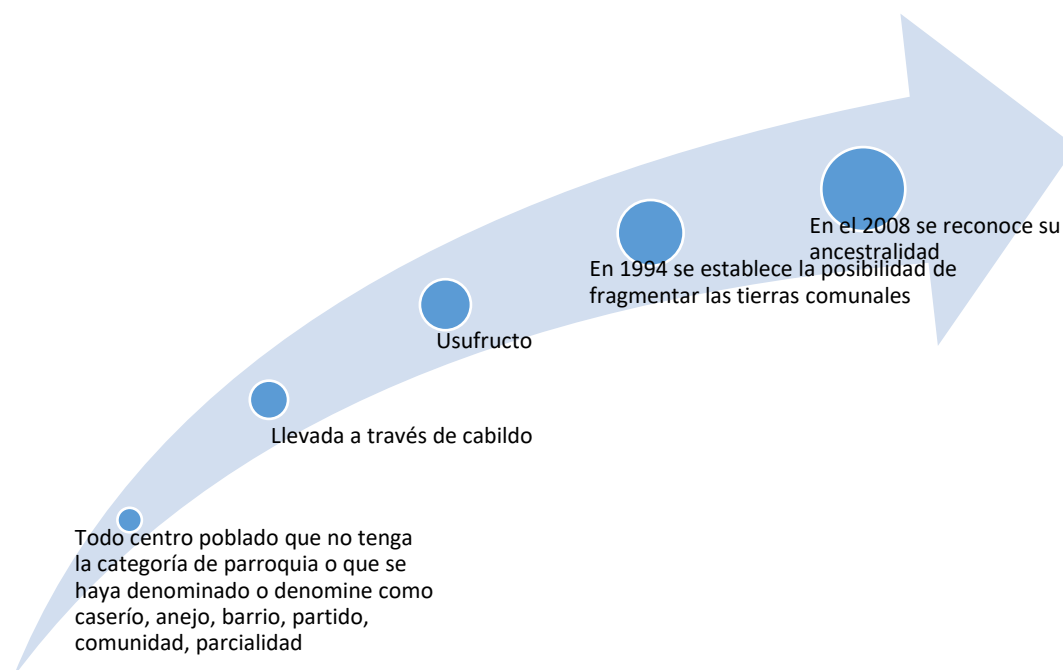 En el 2008 se reconoce su
ancestralidad
En 1994 se establece la posibilidad de
fragmentar las tierras comunales
Usufructo
Llevada a través de cabildo
Todo centro poblado que no tenga
la categoría de parroquia o que se
haya denominado o denomine como
caserío, anejo, barrio, partido,
comunidad, parcialidad